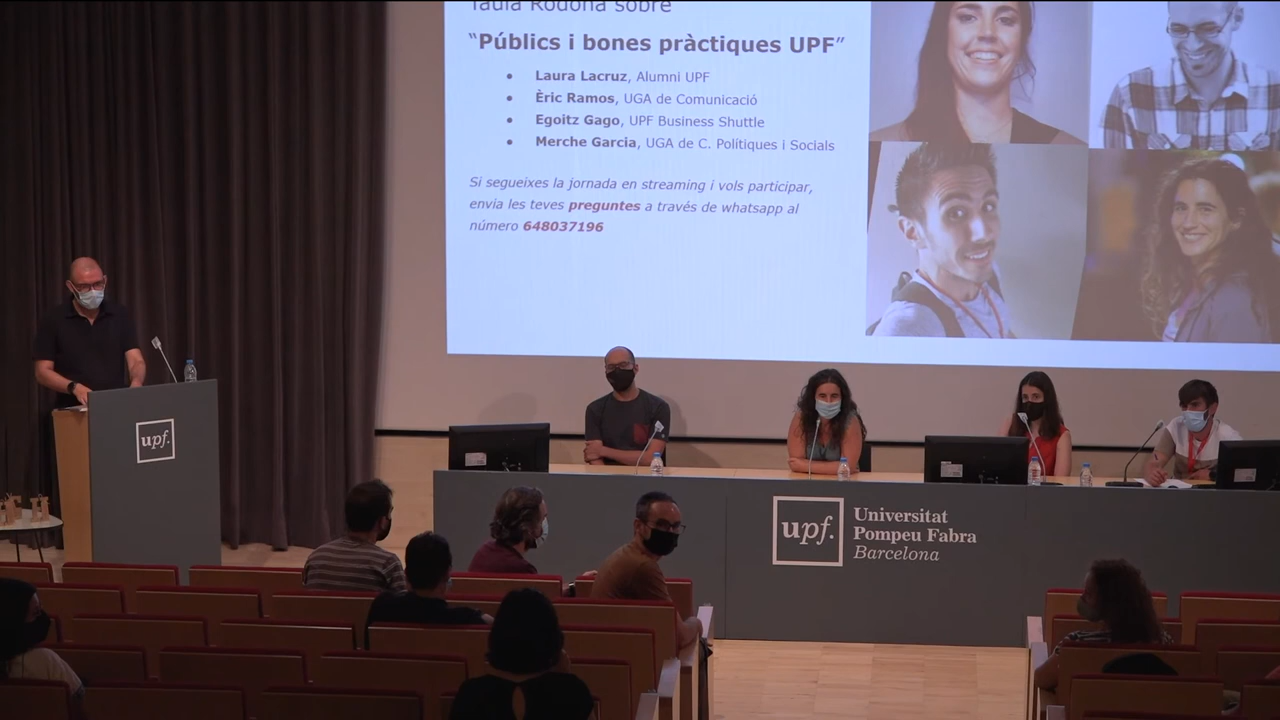 Taula Rodona sobre
“Públics i bones pràctiques UPF”
• Laura Lacruz, Alumni UPF
• Èric Ramos, UGA de Comunicació
• Egoitz Gago, UPF Business Shuttle
• Merche Garcia, UGA de C. Polítiques i Socials
Si segueixes la jornada en streaming i vols participar,
envia les teves preguntes a través de whatsapp al
número 648037196
upf.
upf.
Universitat
Pompeu Fabra
Barcelona